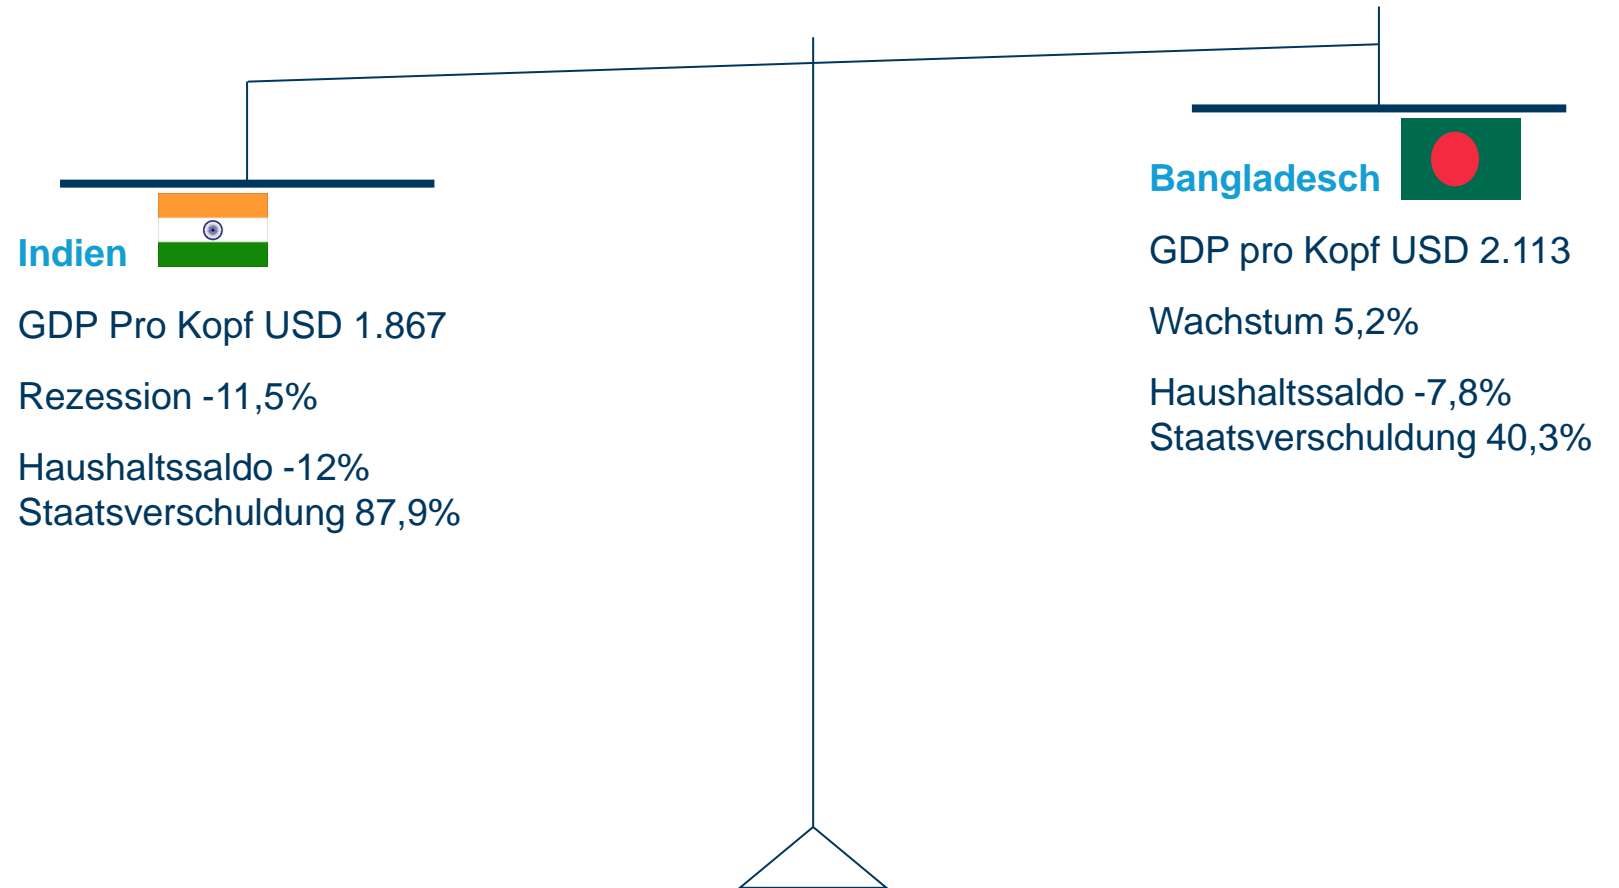 Indien
GDP Pro Kopf USD 1.867
Rezession -11,5%
Haushaltssaldo -12%
Staatsverschuldung 87,9%
Bangladesch
GDP pro Kopf USD 2.113
Wachstum 5,2%
Haushaltssaldo -7,8%
Staatsverschuldung 40,3%